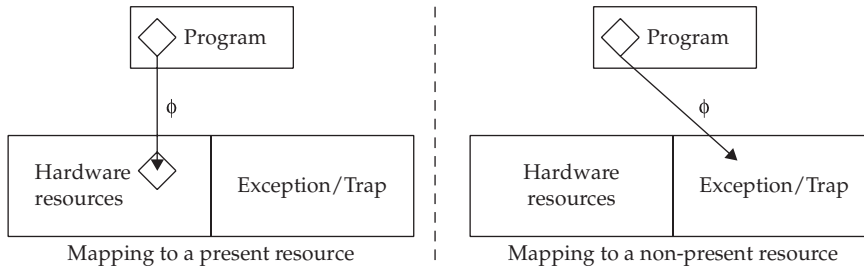 Program
ϕ
Hardware
resources
Exception/Trap
Mapping to a present resource
Program
ϕ
Hardware
resources
Exception/Trap
Mapping to a non-present resource